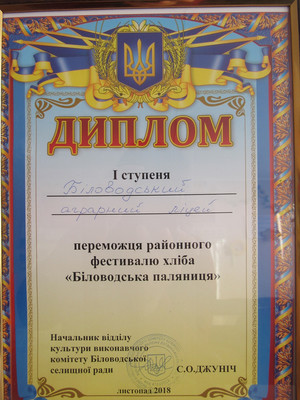 ДИПЛОМ
І ступеня
Біловодський
аграрний ліцей
переможця районного
фестивалю хліба
«Біловодська паляниця»
Начальник відділу
культури виконавчого
комітету Біловодської
селищної ради С.О.ДЖУНІЧ
листопад 2018